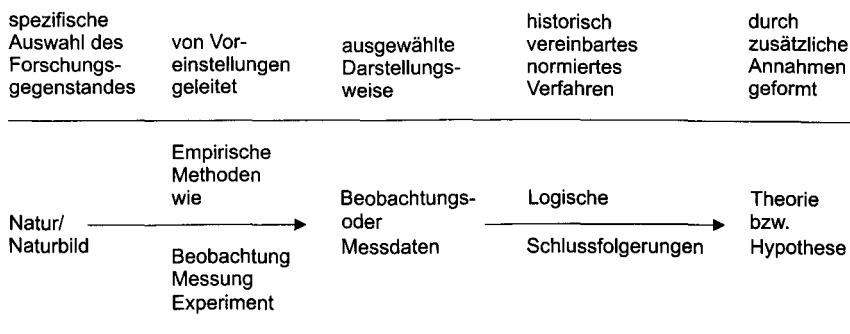 spezifische
Auswahl des
Forschungs-
gegenstandes
von Vor-
einstellungen
geleitet
ausgewählte
Darstellungs-
weise
historisch
vereinbartes
normiertes
Verfahren
durch
zusätzliche
Annahmen
geformt
Natur/
Naturbild
Empirische
Methoden
wie
Beobachtung
Messung
Experiment
Beobachtungs-
oder
Messdaten
Logische
Schlussfolgerungen
Theorie
bzw.
Hypothese